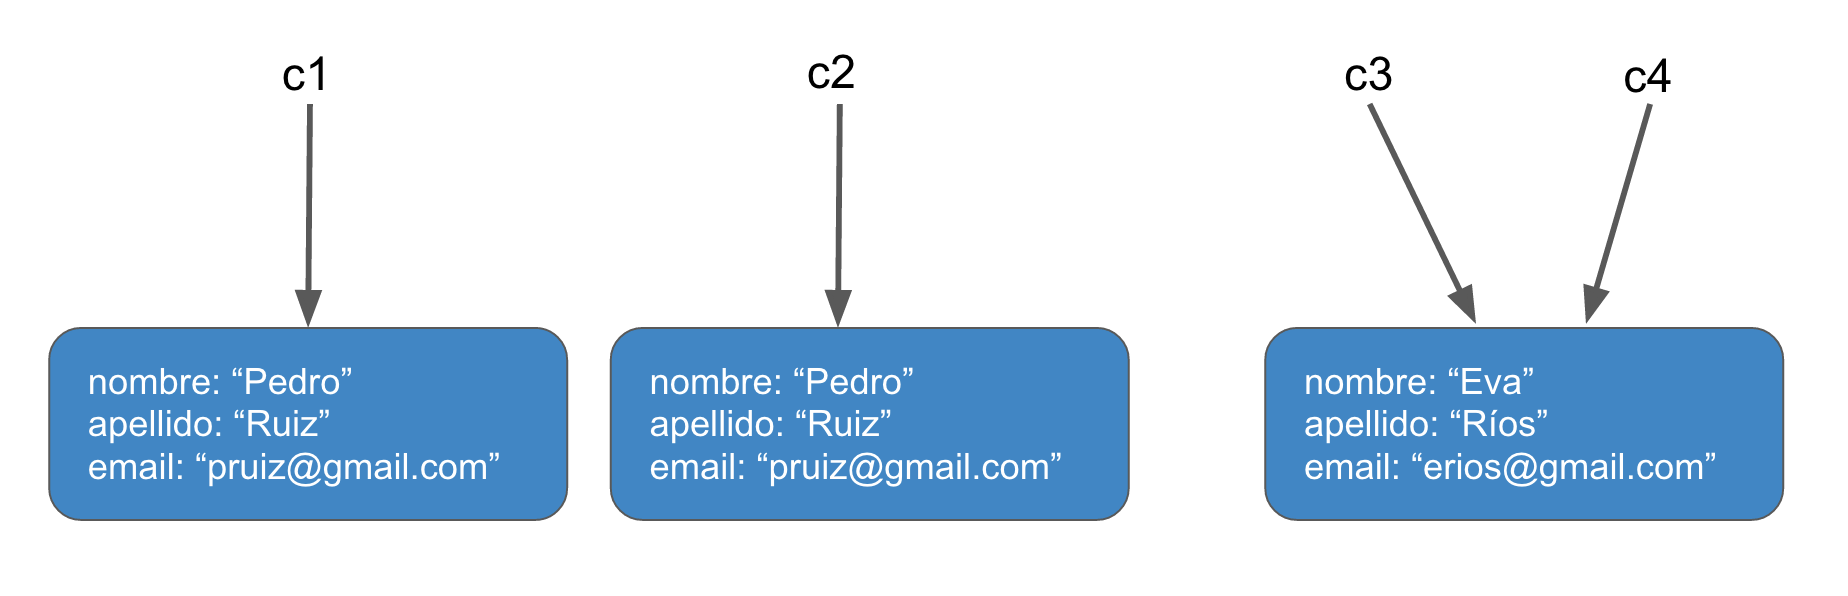 c1
c2
c3
c4
nombre: “Pedro”
apellido: “Ruiz”
email: “pruiz@gmail.com”
nombre: “Pedro”
apellido: “Ruiz”
email: “pruiz@gmail.com”
nombre: “Eva”
apellido: “Ríos”
email: “erios@gmail.com”